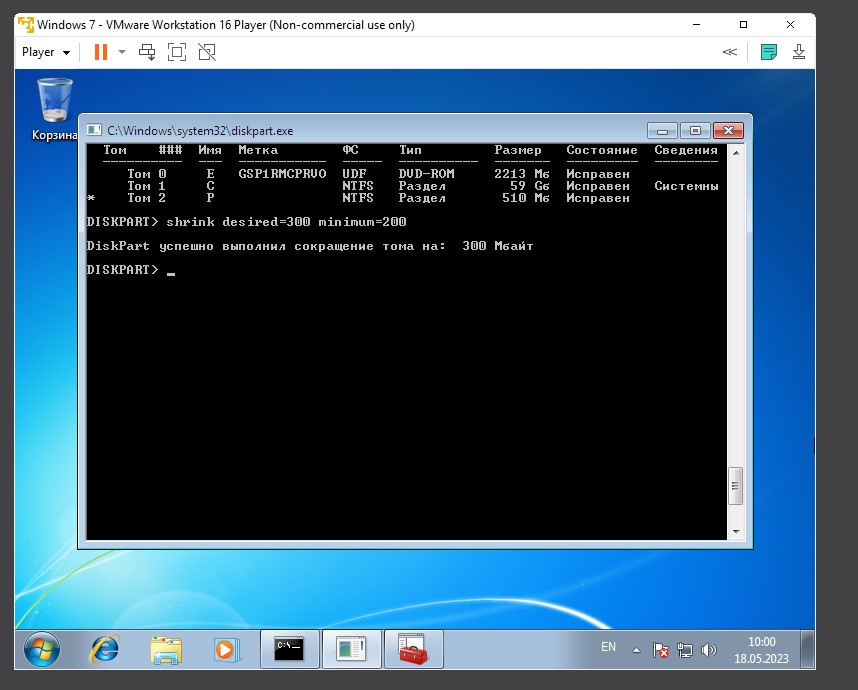 Windows 7 - VMware Workstation 16 Player (Non-commercial use only)
Player
Корзина
C:\Windows\system32\diskpart.exe
Том ### Имя Метка ФС Тип Размер Состояние Сведения
Том 0 E GSP1RMCPRVO UDF DVD-ROM 2213 Мб Исправен
Том 1 C NTFS Раздел 59 Gб Исправен Системны
* Том 2 P NTFS Раздел 510 Мб Исправен
DISKPART> shrink desired=300 minimum=200
DiskPart успешно выполнил сокращение тома на: 300 Мбайт
DISKPART> _
EN
10:00
18.05.2023